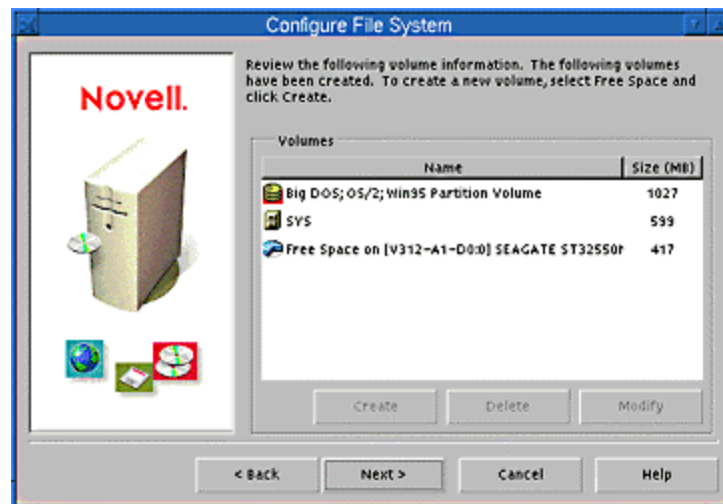 Configure File System
Novell.
Review the following volume information. The following volumes
have been created. To create a new volume, select Free Space and
click Create.
Volumes
Name Size (MB)
Big DOS; OS/2; Win95 Partition Volume 1027
SYS 599
Free Space on [V312-A1-D0:0] SEAGATE ST32550N 417
Create Delete Modify
< Back Next > Cancel Help